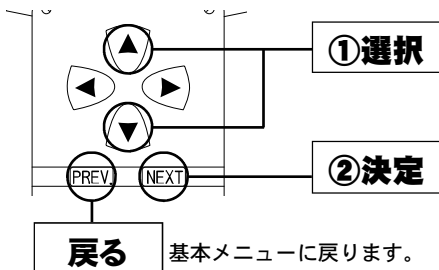 ①選択
PREV.
NEXT
②決定
戻る
基本メニューに戻ります。